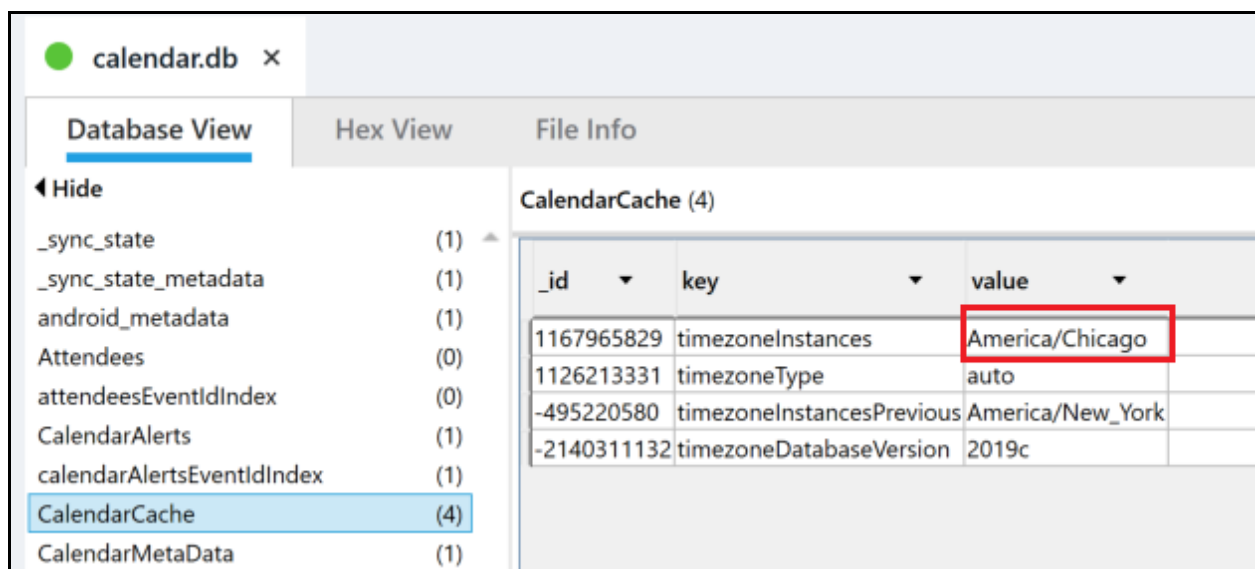 calendar.db ×
Database View Hex View File Info
Hide
_sync_state (1)
_sync_state_metadata (1)
android_metadata (1)
Attendees (0)
attendeesEventIdIndex (0)
CalendarAlerts (1)
calendarAlertsEventIdIndex (1)
CalendarCache (4)
CalendarMetaData (1)
CalendarCache (4)
_id key value
1167965829 timezoneInstances America/Chicago
1126213331 timezoneType auto
-495220580 timezoneInstancesPrevious America/New_York
-2140311132 timezoneDatabaseVersion 2019c